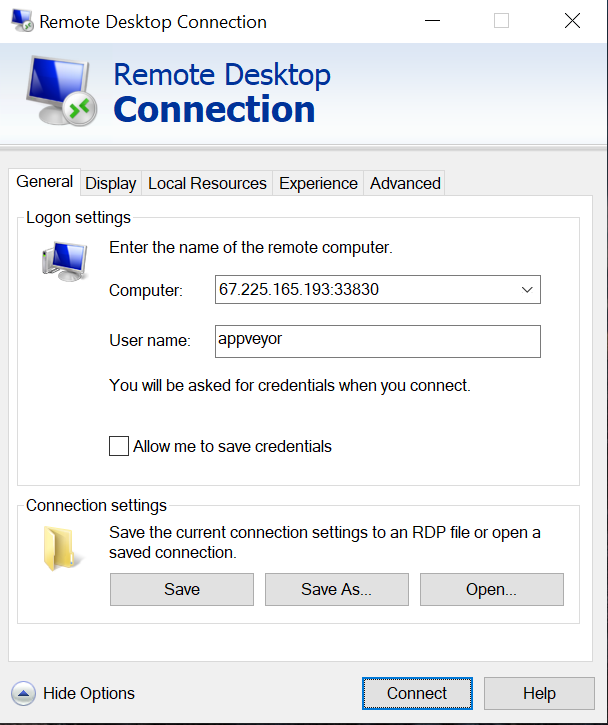 Remote Desktop Connection
Remote Desktop
Connection
General Display Local Resources Experience Advanced
Logon settings
Enter the name of the remote computer.
Computer: 67.225.165.193:33830
User name: appveyor
You will be asked for credentials when you connect.
Allow me to save credentials
Connection settings
Save the current connection settings to an RDP file or open a
saved connection.
Save Save As... Open...
Hide Options Connect Help